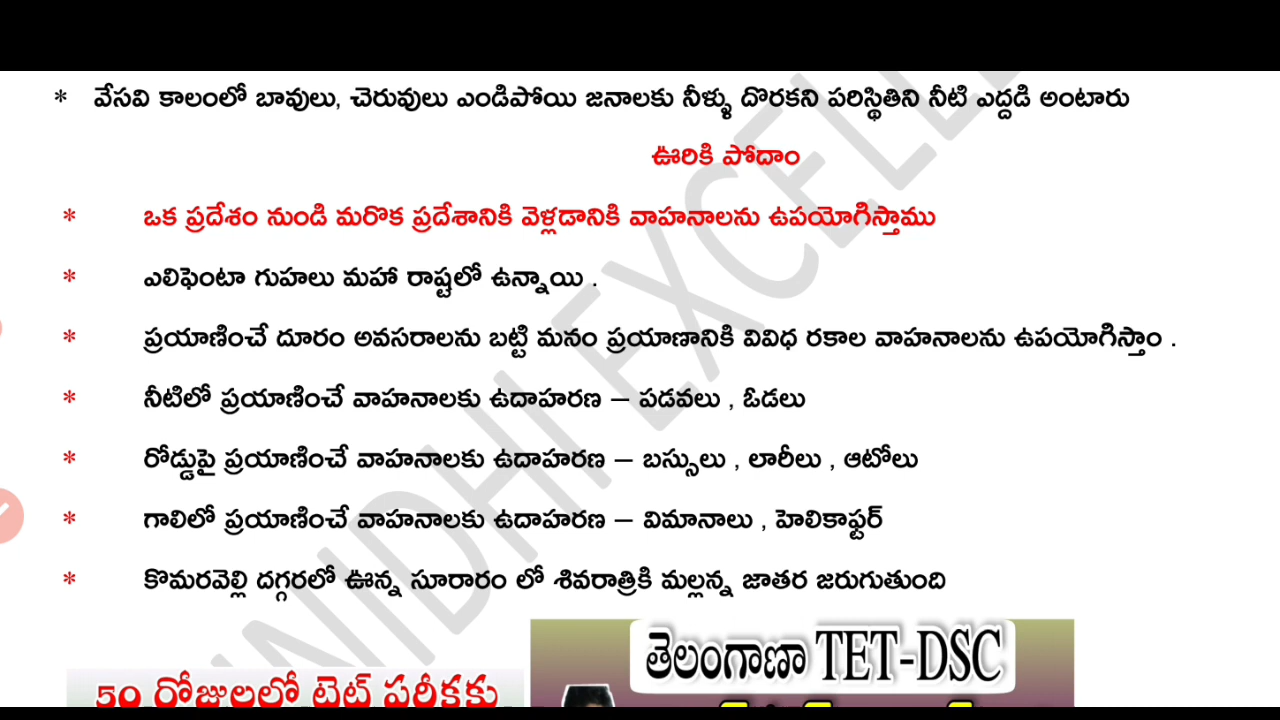 * వేసవి కాలంలో బావులు, చెరువులు ఎండిపోయి జనాలకు నీళ్ళు దొరకని పరిస్థితిని నీటి ఎద్దడి అంటారు
ఊరికి పోదాం
* ఒక ప్రదేశం నుండి మరొక ప్రదేశానికి వెళ్లడానికి వాహనాలను ఉపయోగిస్తాము
* ఎలిఫెంటా గుహలు మహా రాష్టలో ఉన్నాయి .
* ప్రయాణించే దూరం అవసరాలను బట్టి మనం ప్రయాణానికి వివిధ రకాల వాహనాలను ఉపయోగిస్తాం .
* నీటిలో ప్రయాణించే వాహనాలకు ఉదాహరణ – పడవలు , ఓడలు
* రోడ్డుపై ప్రయాణించే వాహనాలకు ఉదాహరణ – బస్సులు , లారీలు , ఆటోలు
* గాలిలో ప్రయాణించే వాహనాలకు ఉదాహరణ – విమానాలు , హెలికాఫ్టర్
* కొమరవెల్లి దగ్గరలో ఊన్న సూరారం లో శివరాత్రికి మల్లన్న జాతర జరుగుతుంది
తెలంగాణా TET-DSC
50 రోజులలో టెట్ పరీక్షకు